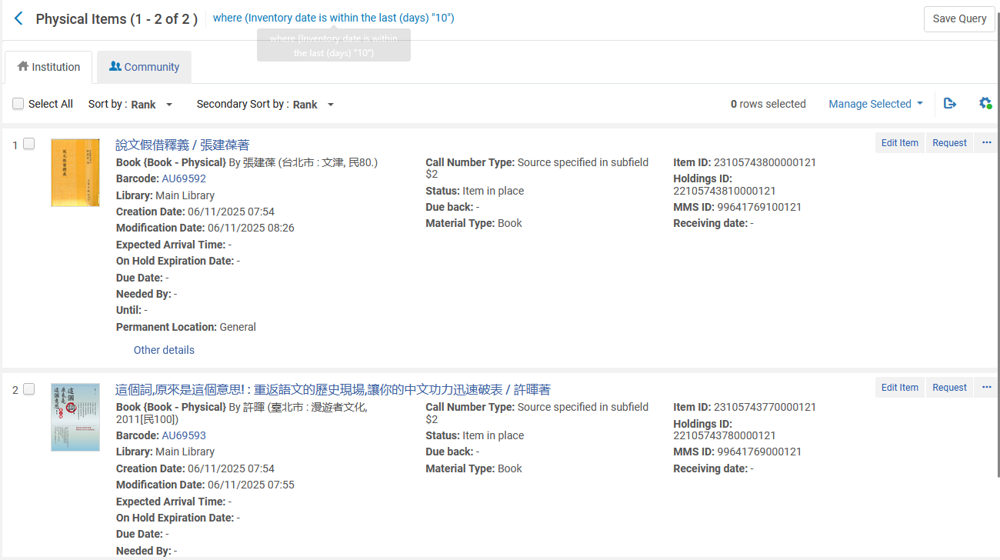 Physical Items (1 - 2 of 2 ) where (Inventory date is within the last (days) "10") Save Query
where (Inventory date is within
the last (days) "10")
Institution Community
Select All Sort by : Rank Secondary Sort by : Rank 0 rows selected Manage Selected
1 說文假借釋義 / 張建葆著 Edit Item Request ...
Book {Book - Physical} By 張建葆 (台北市 : 文津, 民80.)
Barcode: AU69592
Library: Main Library
Creation Date: 06/11/2025 07:54
Modification Date: 06/11/2025 08:26
Expected Arrival Time: -
On Hold Expiration Date: -
Due Date: -
Needed By: -
Until: -
Permanent Location: General
Call Number Type: Source specified in subfield
$2
Status: Item in place
Due back: -
Material Type: Book
Item ID: 23105743800000121
Holdings ID:
22105743810000121
MMS ID: 99641769100121
Receiving date: -
Other details
2 這個詞,原來是這個意思! : 重返語文的歷史現場,讓你的中文功力迅速破表 / 許暉著 Edit Item Request ...
這個詞
原來是
這個意思!
Book {Book - Physical} By 許暉 (臺北市 : 漫遊者文化,
2011[民100])
Barcode: AU69593
Library: Main Library
Creation Date: 06/11/2025 07:54
Modification Date: 06/11/2025 07:55
Expected Arrival Time: -
On Hold Expiration Date: -
Due Date: -
Needed By: -
Call Number Type: Source specified in subfield
$2
Status: Item in place
Due back: -
Material Type: Book
Item ID: 23105743770000121
Holdings ID:
22105743780000121
MMS ID: 99641769000121
Receiving date: -